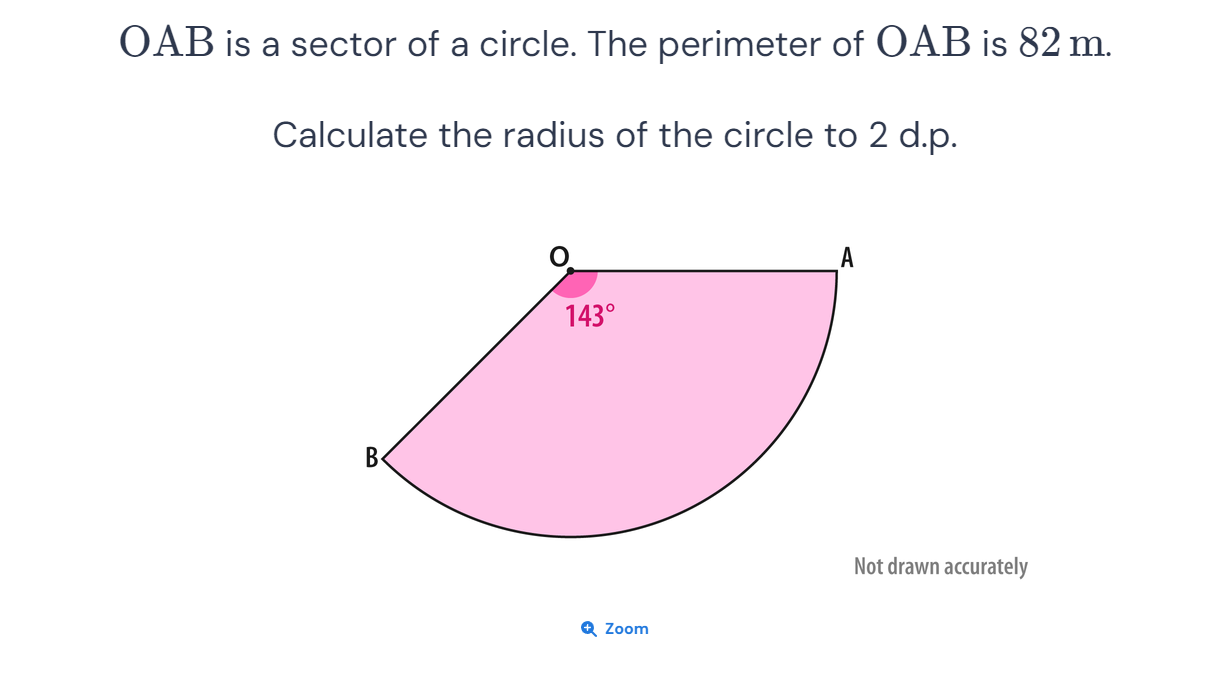 OAB is a sector of a circle. The perimeter of OAB is 82 m.
Calculate the radius of the circle to 2 d.p.
O
A
143°
B
Not drawn accurately
Zoom